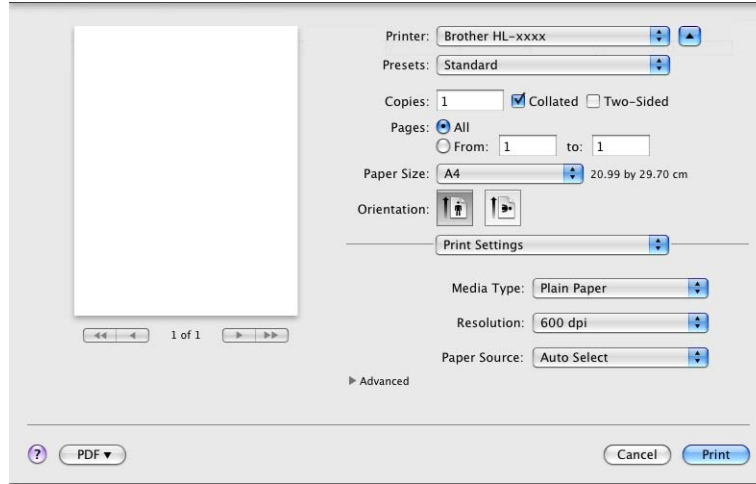 Printer: Brother HL-xxxx
Presets: Standard
Copies: 1 Collated Two-Sided
Pages: All
From: 1 to: 1
Paper Size: A4 20.99 by 29.70 cm
Orientation:
Print Settings
Media Type: Plain Paper
Resolution: 600 dpi
Paper Source: Auto Select
Advanced
1 of 1
? PDF Cancel Print